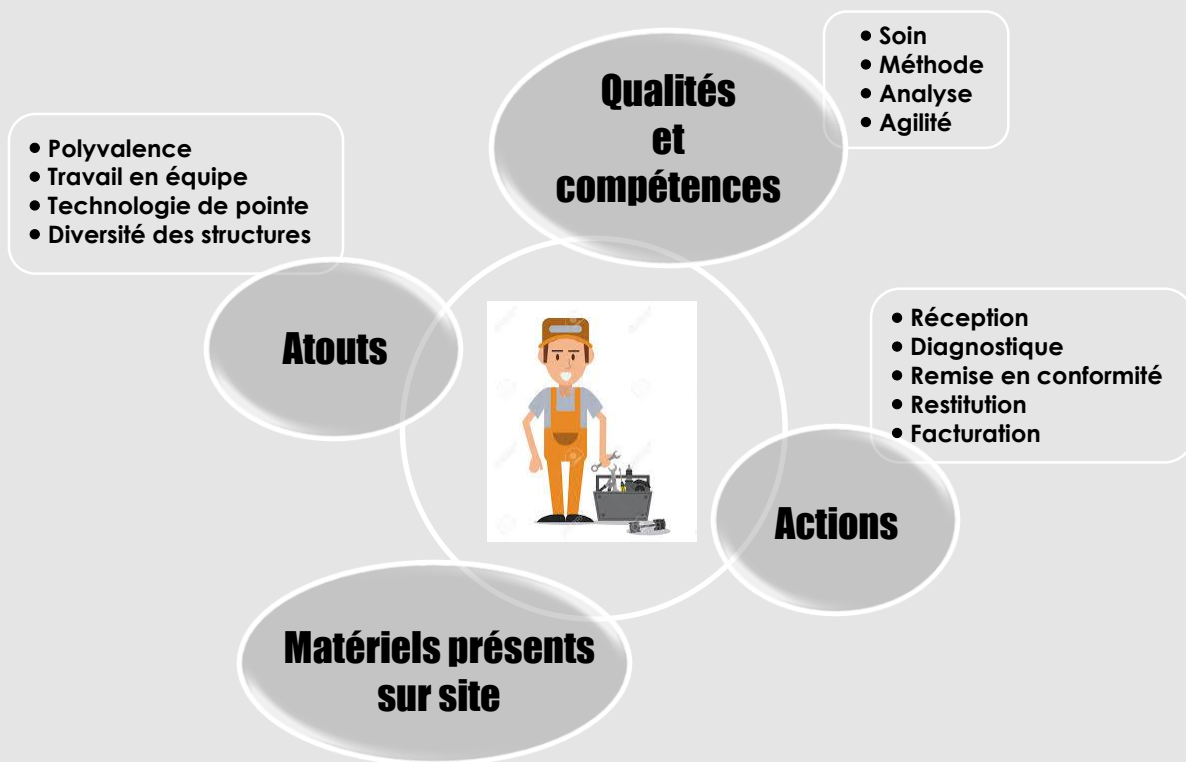 Qualités
et
compétences
• Soin
• Méthode
• Analyse
• Agilité
• Polyvalence
• Travail en équipe
• Technologie de pointe
• Diversité des structures
Atouts
• Réception
• Diagnostique
• Remise en conformité
• Restitution
• Facturation
Actions
Matériels présents
sur site